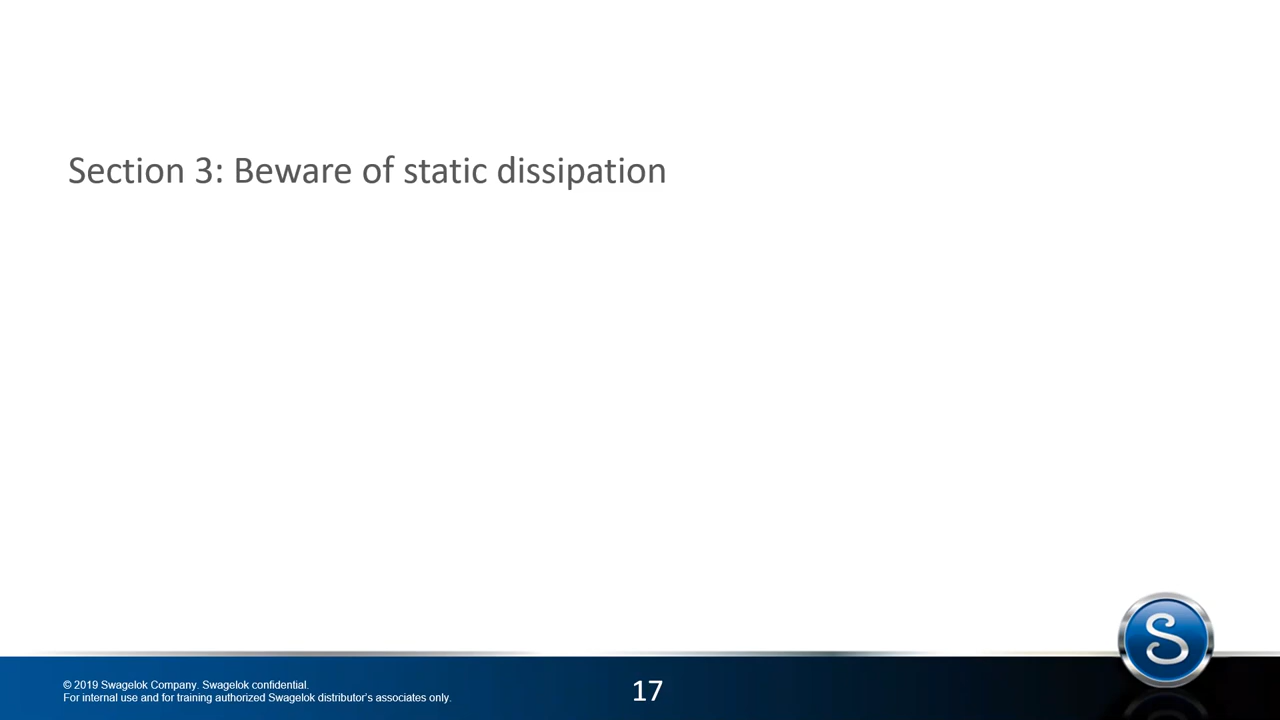 Section 3: Beware of static dissipation
© 2019 Swagelok Company. Swagelok confidential.
For internal use and for training authorized Swagelok distributor's associates only.
17
S